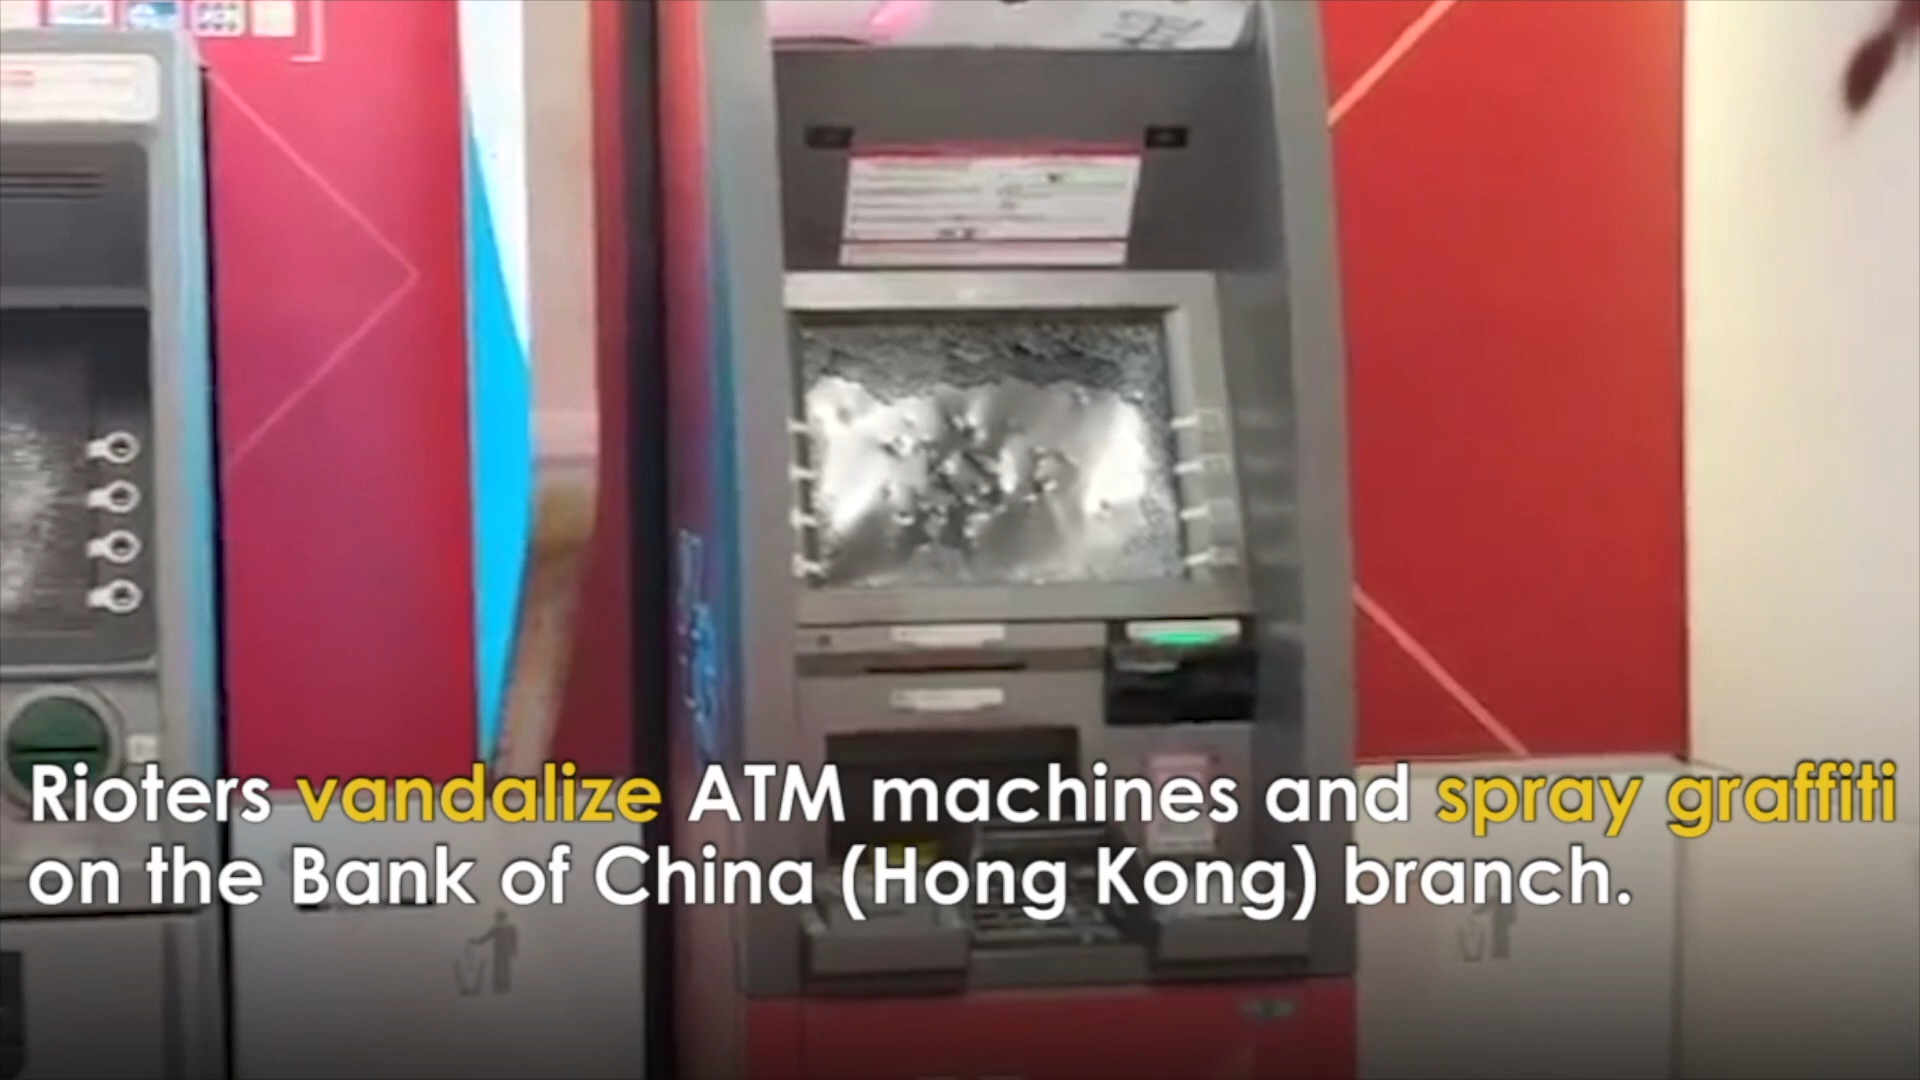 Rioters vandalize ATM machines and spray graffiti
on the Bank of China (Hong Kong) branch.